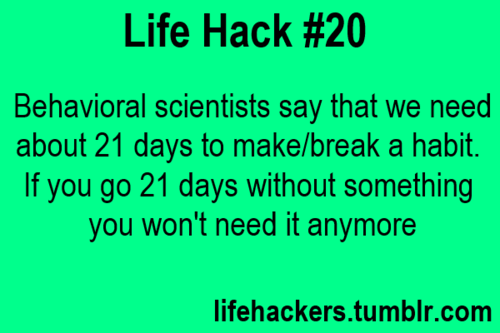 Life Hack #20
Behavioral scientists say that we need
about 21 days to make/break a habit.
If you go 21 days without something
you won't need it anymore
lifehackers.tumblr.com